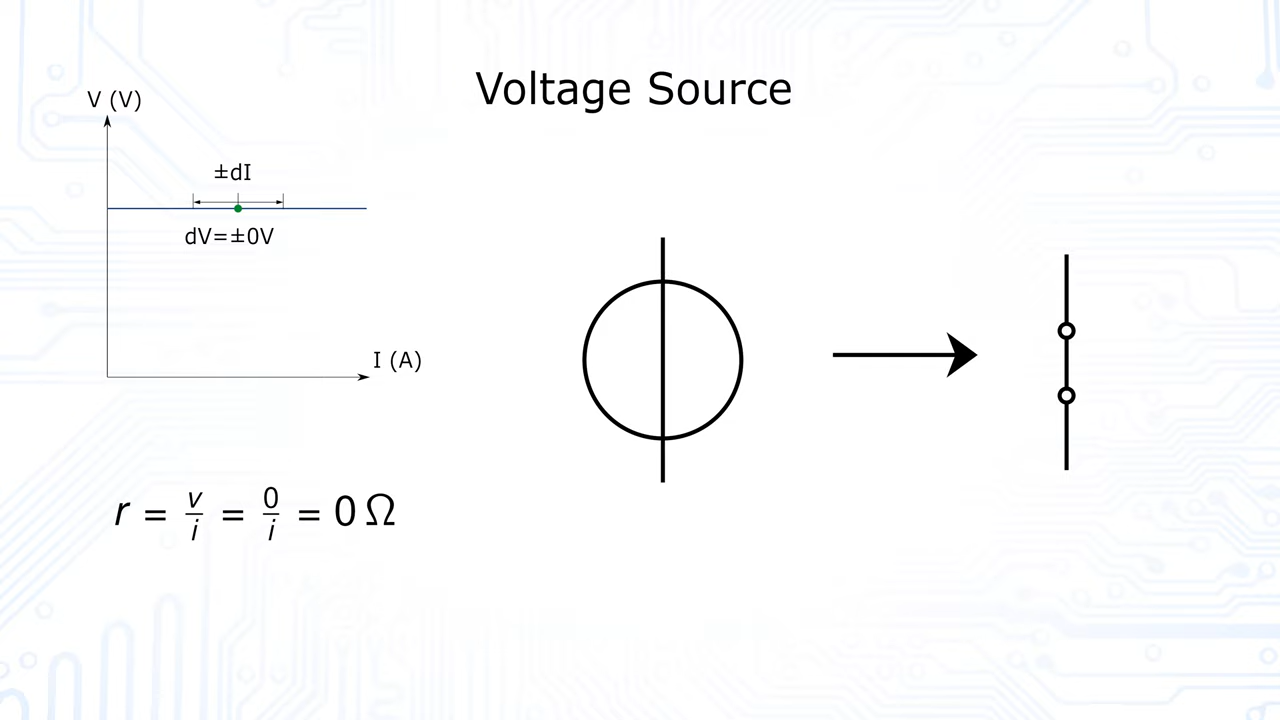 Voltage Source
V (V)
±dI
dV=±0V
I (A)
r = v/i = 0/i = 0 Ω